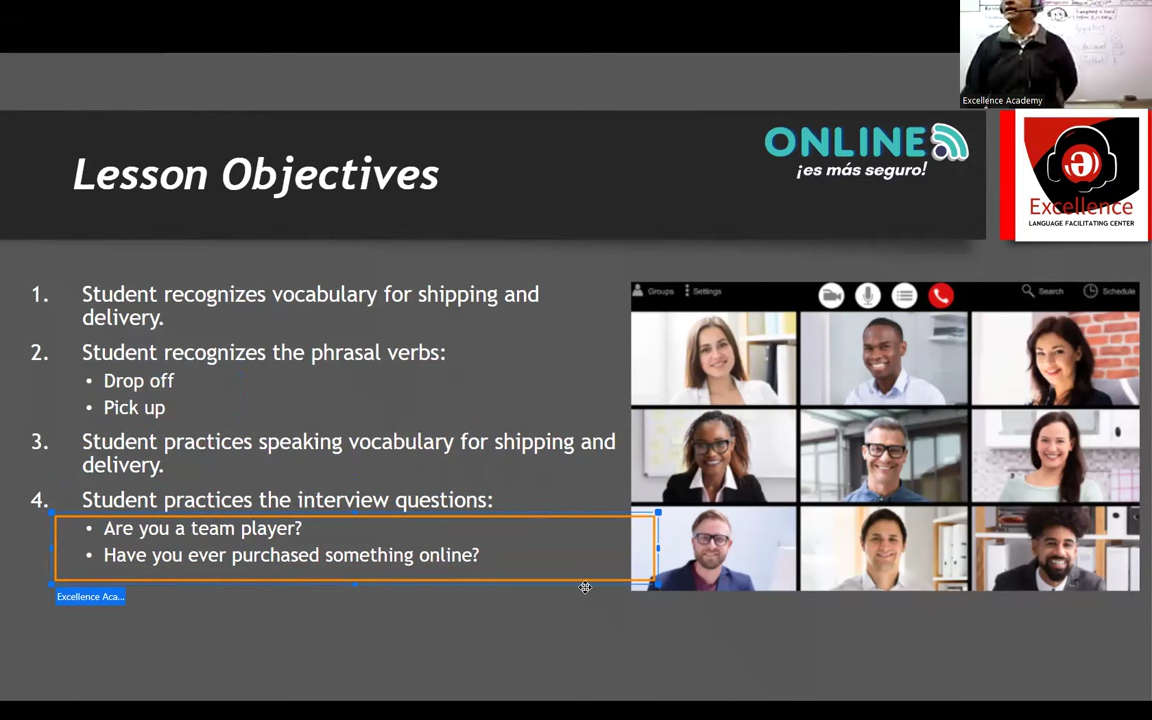 Excellence Academy
Lesson Objectives
ONLINE
¡es más seguro!
Excellence
LANGUAGE FACILITATING CENTER
1. Student recognizes vocabulary for shipping and
delivery.
2. Student recognizes the phrasal verbs:
• Drop off
• Pick up
3. Student practices speaking vocabulary for shipping and
delivery.
4. Student practices the interview questions:
• Are you a team player?
• Have you ever purchased something online?
Excellence Aca...
Groups
Settings
Search
Schedule